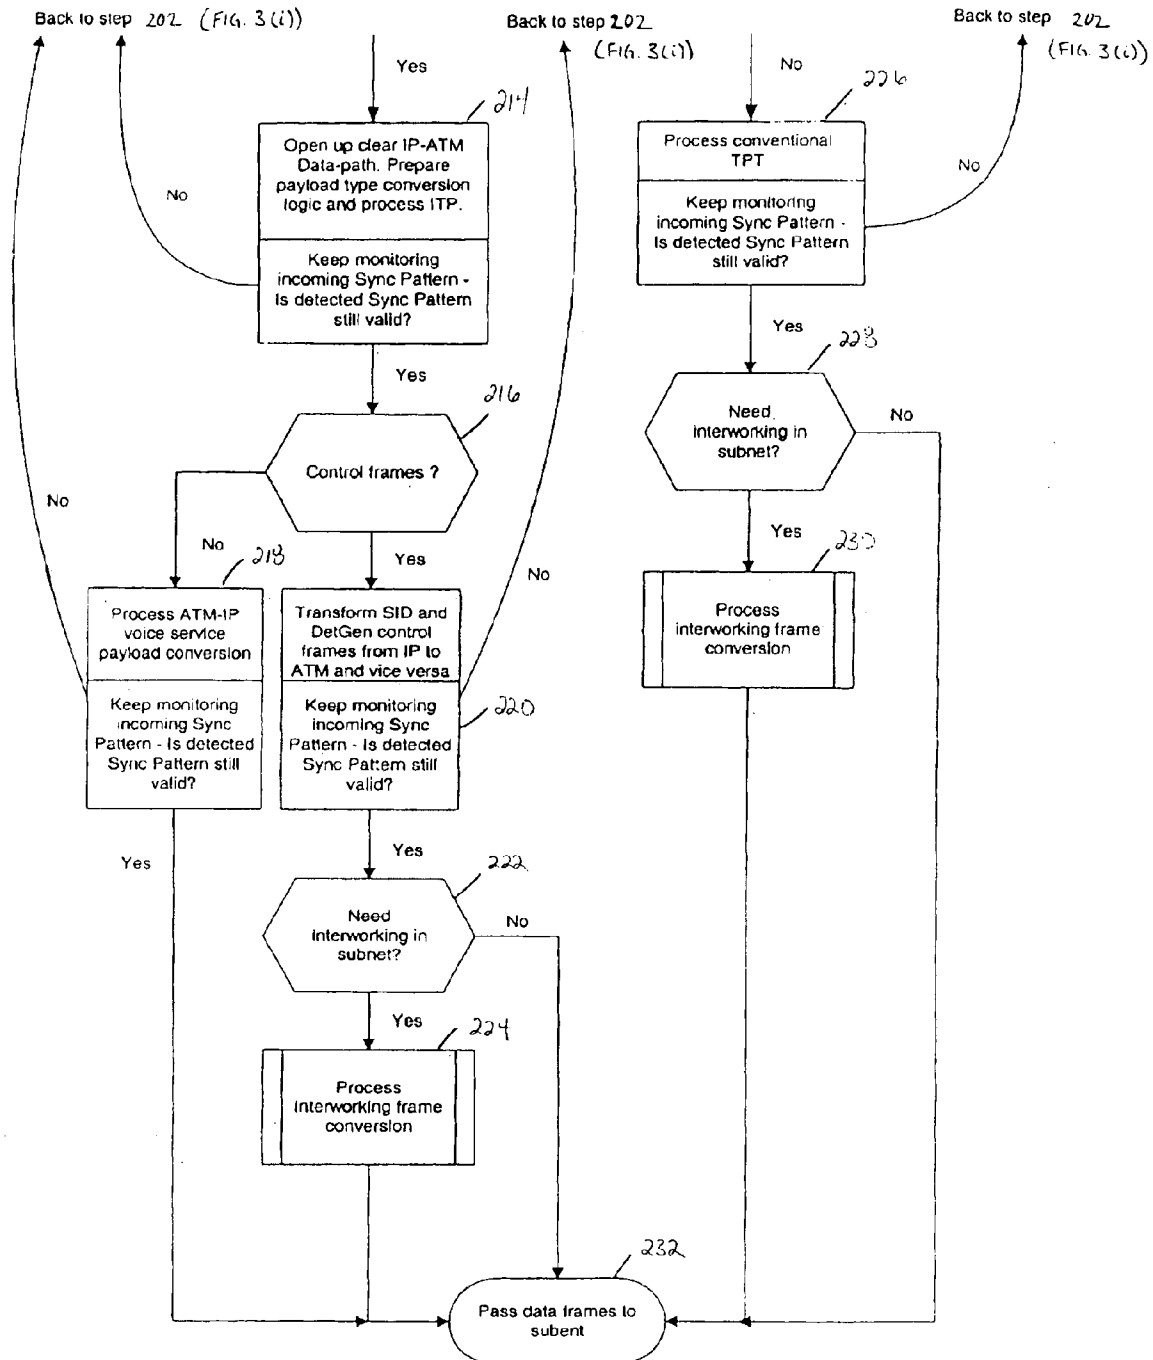 Back to step 202 (FIG. 3(i))
Back to step 202
(FIG. 3(i))
Back to step 202
(FIG. 3(i))
Yes
No
214
226
Open up clear IP-ATM
Data-path. Prepare
payload type conversion
logic and process ITP.
Keep monitoring
incoming Sync Pattern -
Is detected Sync Pattern
still valid?
No
Process conventional
TPT
Keep monitoring
incoming Sync Pattern -
Is detected Sync Pattern
still valid?
No
Yes
Yes
216
228
Control frames ?
Need
interworking in
subnet?
No
No
No
218
Yes
No
Yes
230
Process ATM-IP
voice service
payload conversion
Keep monitoring
incoming Sync
Pattern - Is detected
Sync Pattern still
valid?
Transform SID and
DetGen control
frames from IP to
ATM and vice versa
Keep monitoring
incoming Sync
Pattern - Is detected
Sync Pattern still
valid?
220
Process
interworking frame
conversion
Yes
Yes
222
Need
interworking in
subnet?
No
Yes
224
Process
interworking frame
conversion
232
Pass data frames to
subent